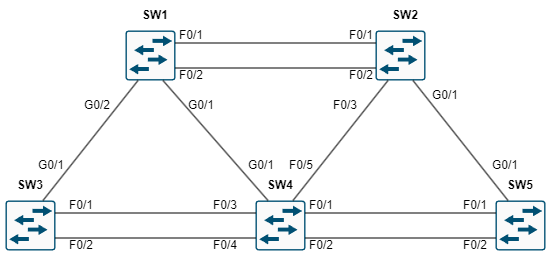 SW1 SW2
F0/1 F0/1
F0/2 F0/2
G0/2 G0/1 F0/3 G0/1
G0/1 G0/1 F0/5 G0/1
SW3 SW4 SW5
F0/1 F0/3 F0/1 F0/1
F0/2 F0/4 F0/2 F0/2